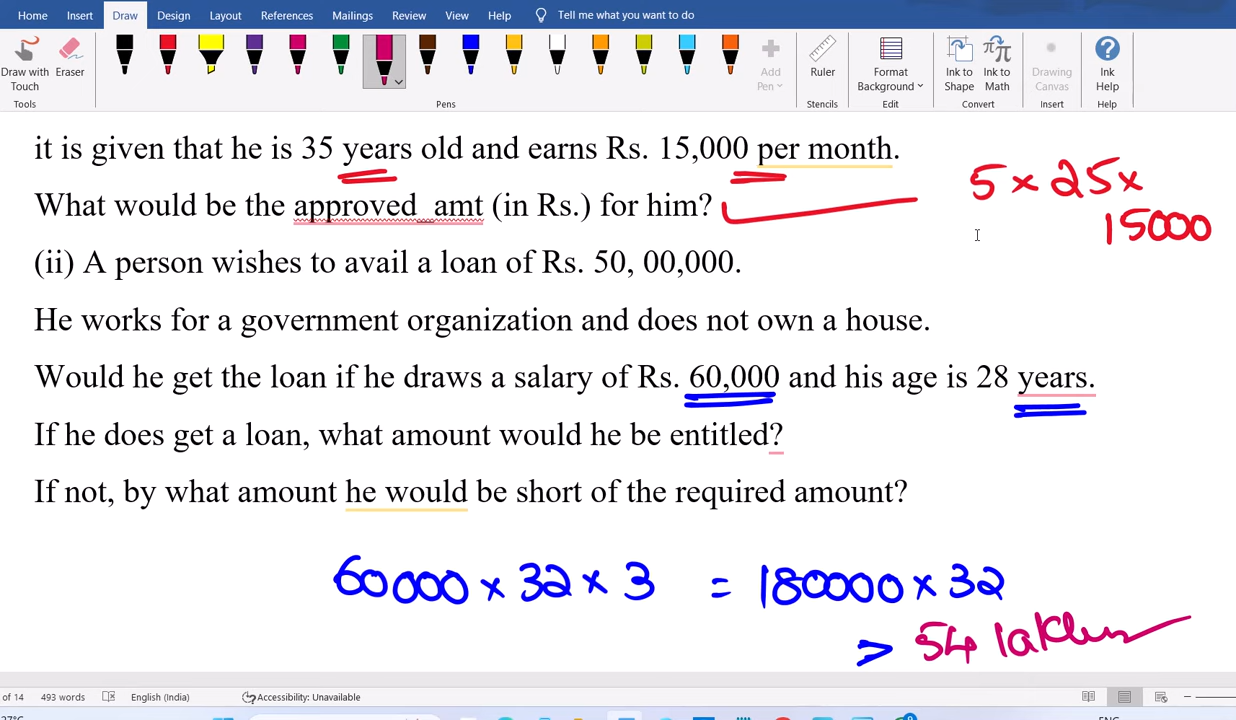 Home Insert Draw Design Layout References Mailings Review View Help Tell me what you want to do
Draw with Touch
Eraser
Add Pen
Ruler
Format Background
Ink to Shape
Ink to Math
Drawing Canvas
Ink Help
Tools Pens Stencils Edit Convert Insert Help
it is given that he is 35 years old and earns Rs. 15,000 per month.
What would be the approved_amt (in Rs.) for him?
5 × 25 ×
15000
(ii) A person wishes to avail a loan of Rs. 50, 00,000.
He works for a government organization and does not own a house.
Would he get the loan if he draws a salary of Rs. 60,000 and his age is 28 years.
If he does get a loan, what amount would he be entitled?
If not, by what amount he would be short of the required amount?
60000 × 32 × 3 = 180000 × 32
> 54 lakhs
of 14 493 words English (India) Accessibility: Unavailable